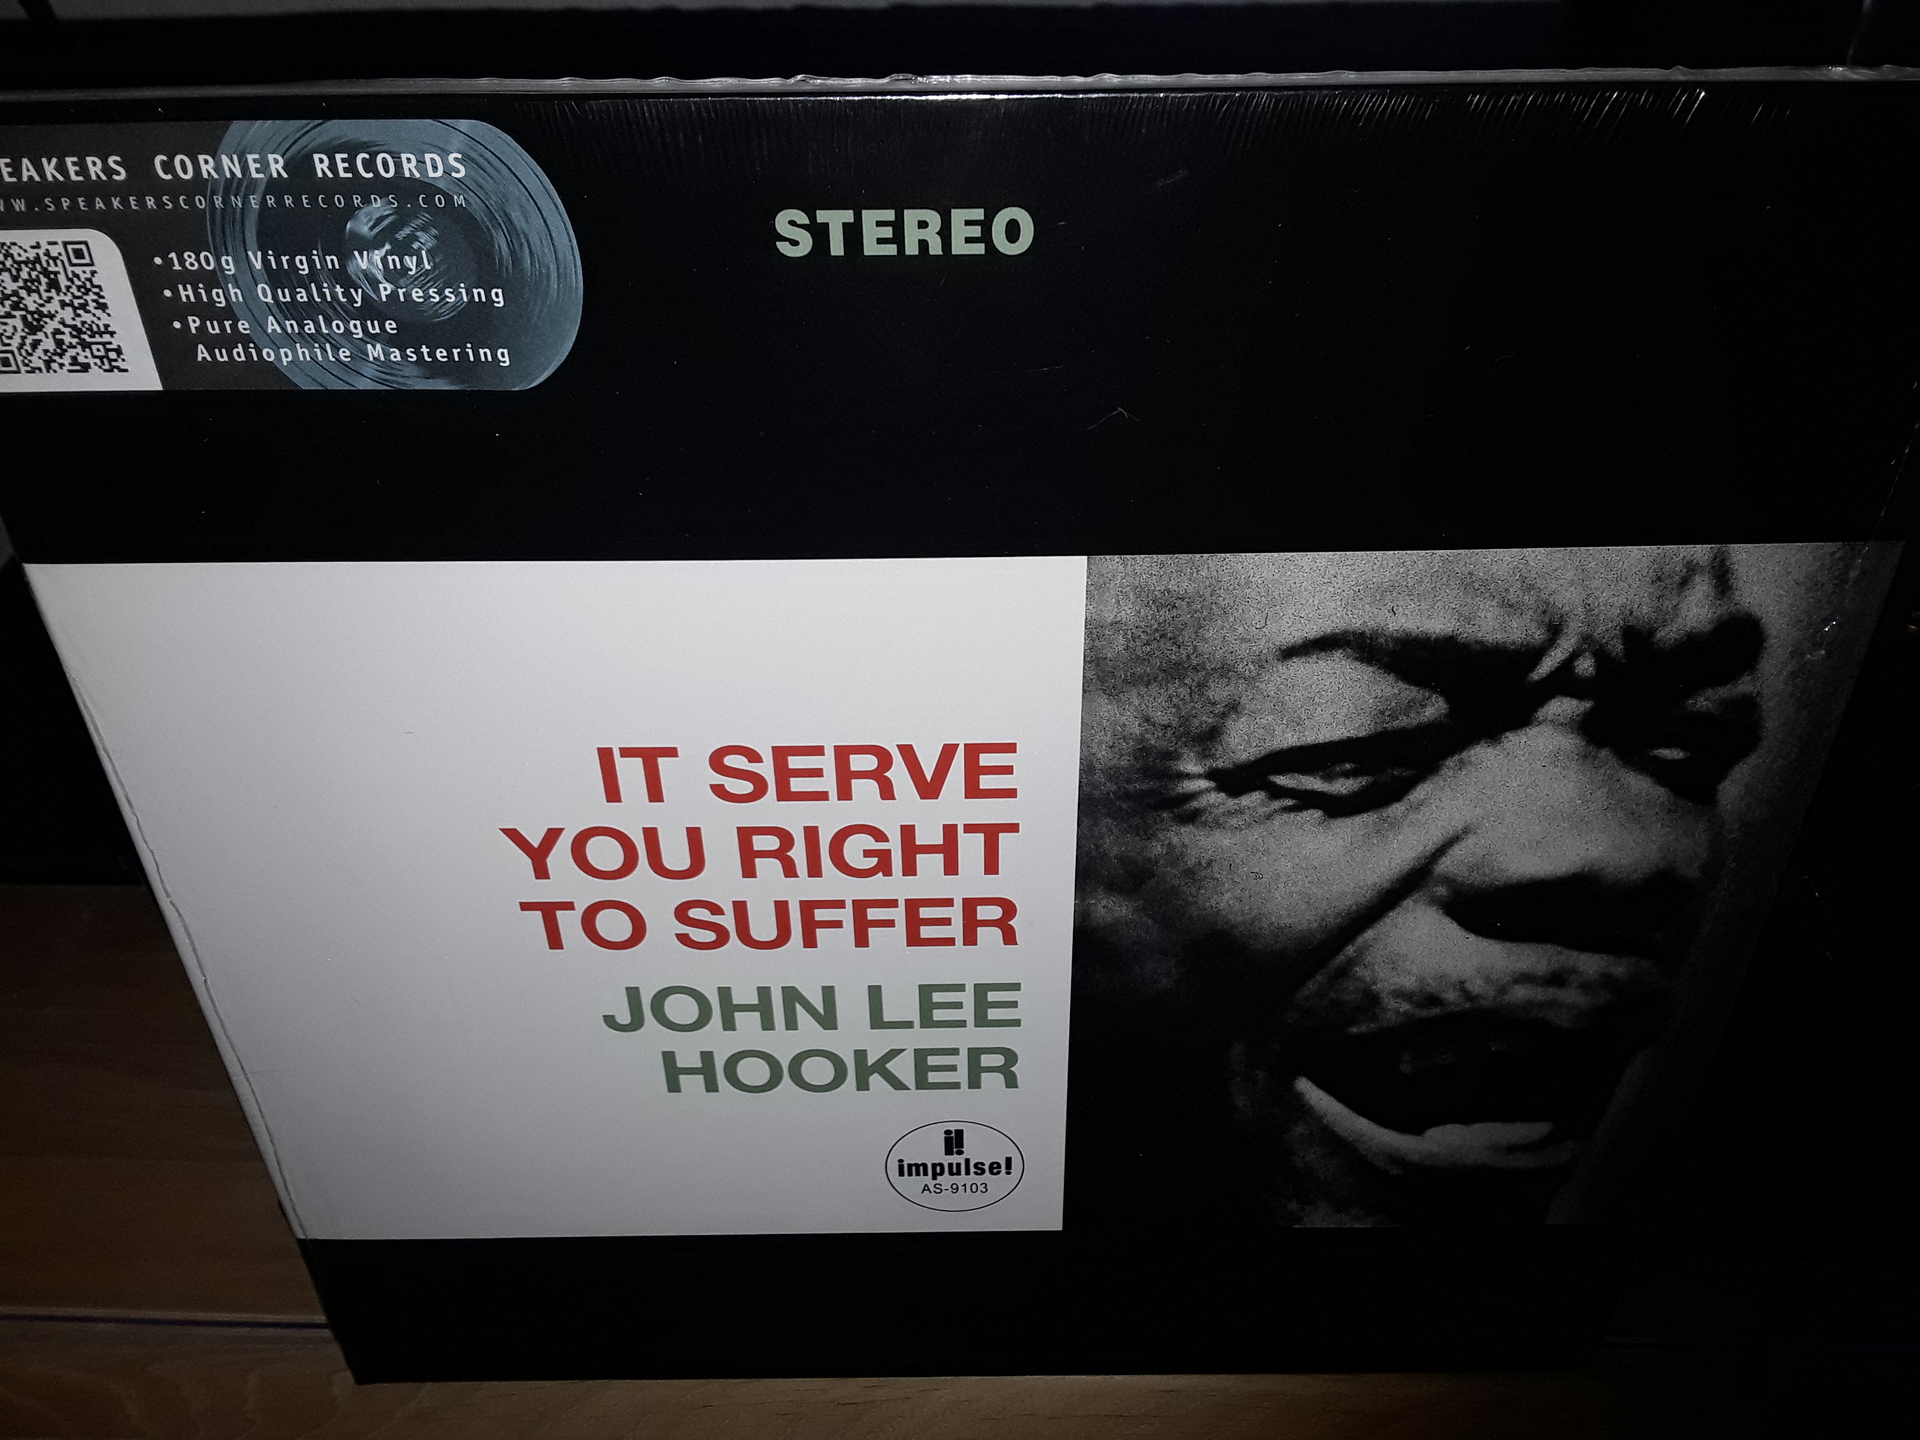 EAKERS CORNER RECORDS
W.SPEAKERSCORNERRECORDS.COM
•180g Virgin Vinyl
•High Quality Pressing
•Pure Analogue
Audiophile Mastering
STEREO
IT SERVE
YOU RIGHT
TO SUFFER
JOHN LEE
HOOKER
i!
impulse!
AS-9103